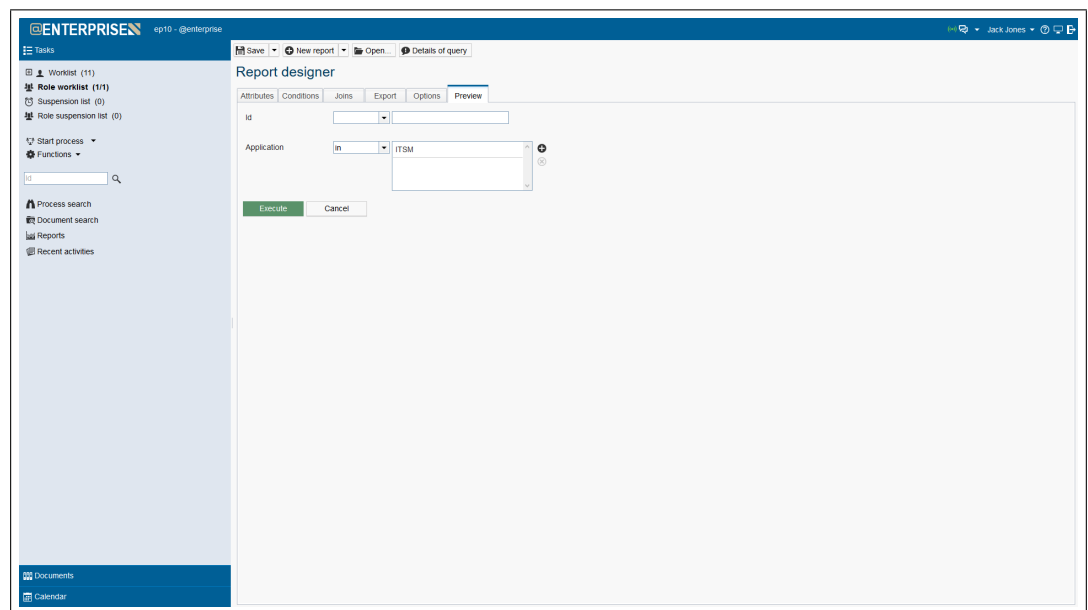 @ENTERPRISE ep10 - @enterprise Jack Jones
Tasks
Save New report Open... Details of query
Worklist (11)
Role worklist (1/1)
Suspension list (0)
Role suspension list (0)
Start process
Functions
id
Process search
Document search
Reports
Recent activities
Report designer
Attributes Conditions Joins Export Options Preview
Id
Application in ITSM
Execute Cancel
Documents
Calendar